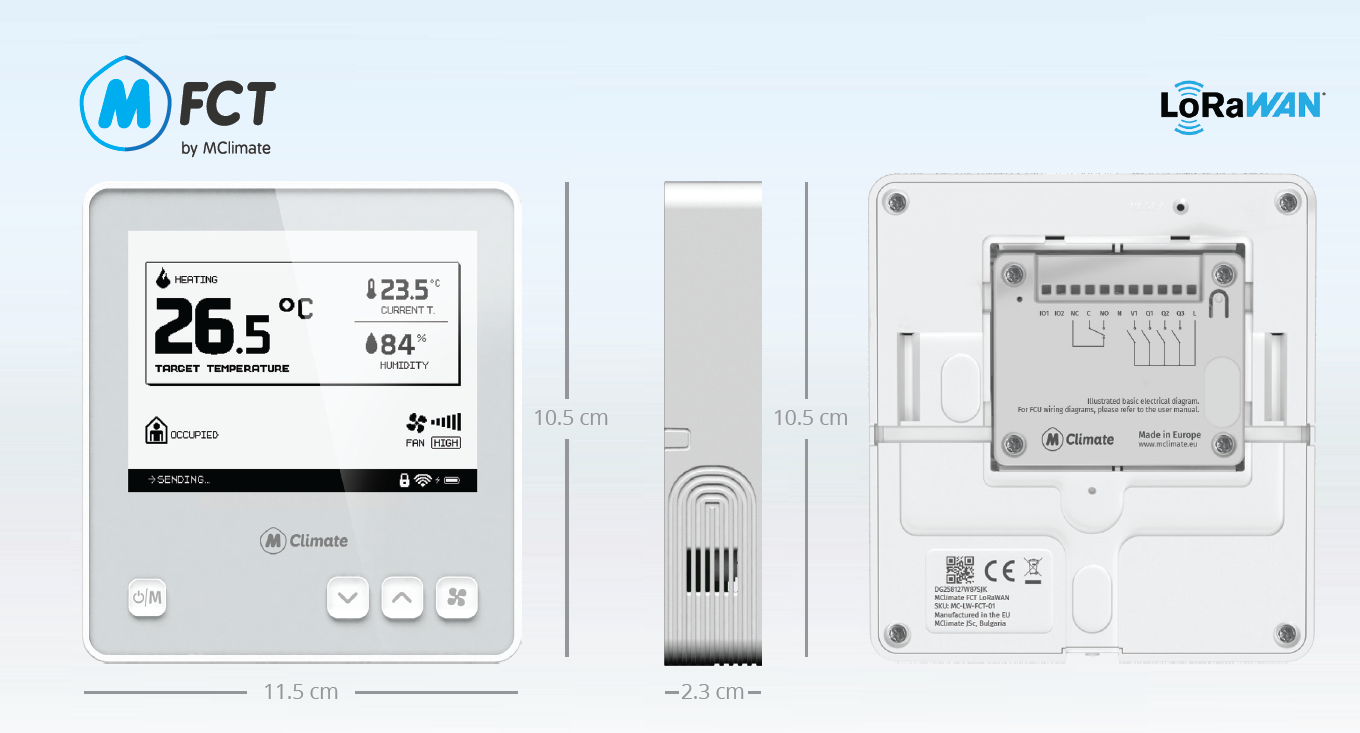 M FCT
by MClimate
LoRaWAN
HEATING
26.5 °C
TARGET TEMPERATURE
23.5 °C
CURRENT T.
84 %
HUMIDITY
OCCUPIED
FAN HIGH
→SENDING...
M Climate
⏻/M
10.5 cm
11.5 cm
2.3 cm
10.5 cm
IO1 IO2 NC C NO N V1 Q1 Q2 Q3 L
Illustrated basic electrical diagram.
For FCU wiring diagrams, please refer to the user manual.
M Climate
Made in Europe
www.mclimate.eu
CE
DG2S8127W87SJK
MClimate FCT LoRaWAN
SKU: MC-LW-FCT-01
Manufactured in the EU
MClimate JSc, Bulgaria